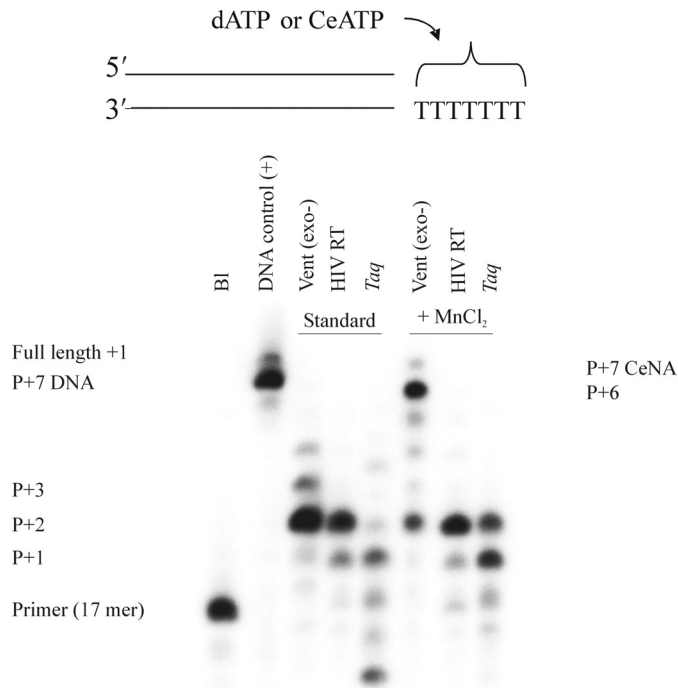 dATP or CeATP
5′
3′ TTTTTTT
Bl
DNA control (+)
Vent (exo-)
HIV RT
Taq
Vent (exo-)
HIV RT
Taq
Standard
+ MnCl₂
Full length +1
P+7 DNA
P+3
P+2
P+1
Primer (17 mer)
P+7 CeNA
P+6